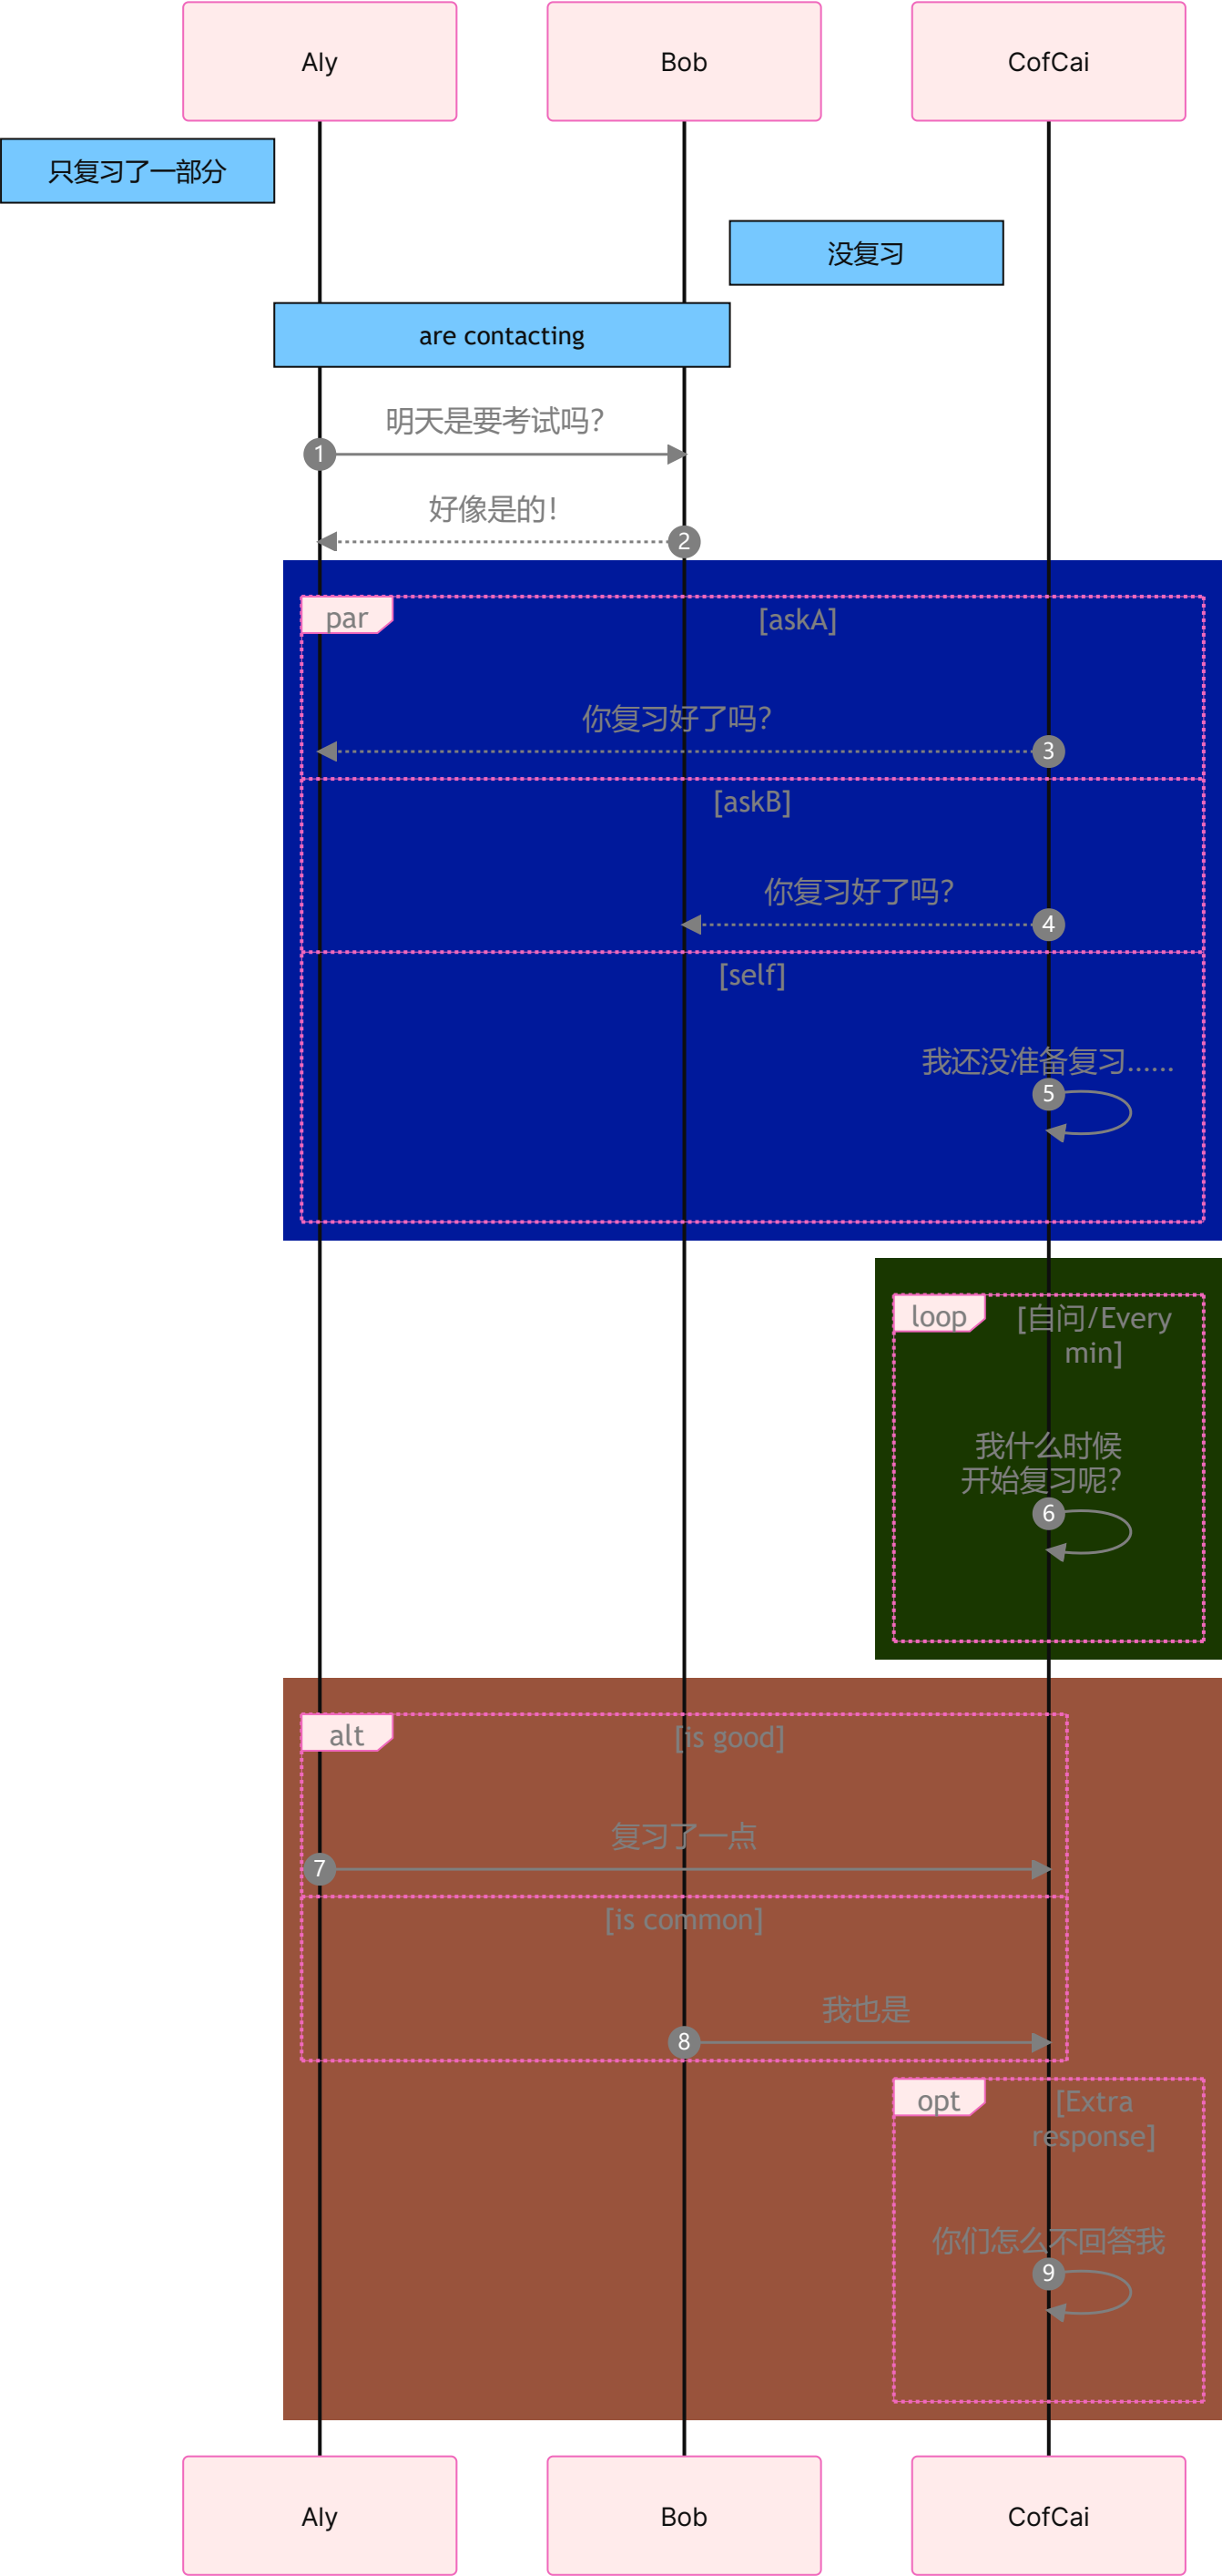 Aly
Bob
CofCai
只复习了一部分
没复习
are contacting
明天是要考试吗?
1
好像是的!
2
par
[askA]
你复习好了吗?
3
[askB]
你复习好了吗?
4
[self]
我还没准备复习......
5
loop
[自问/Every
min]
我什么时候
开始复习呢?
6
alt
[is good]
复习了一点
7
[is common]
我也是
8
opt
[Extra
response]
你们怎么不回答我
9
Aly
Bob
CofCai